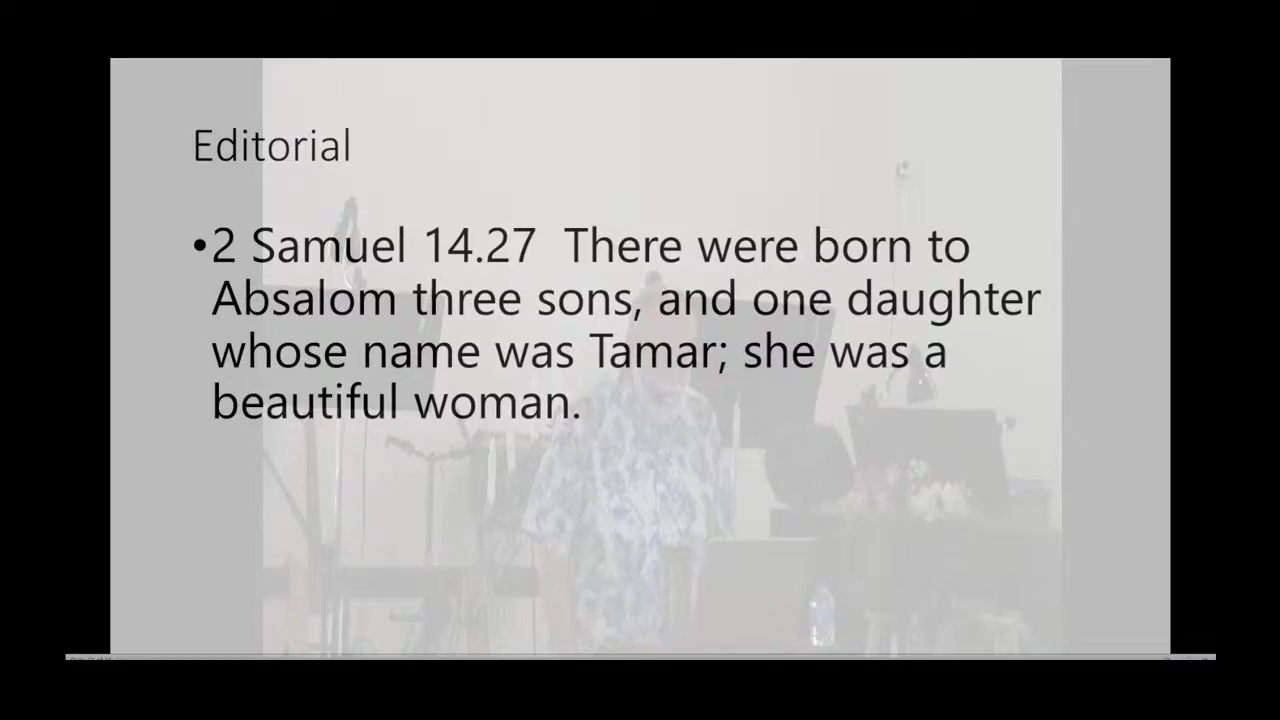 Editorial
•2 Samuel 14.27  There were born to
Absalom three sons, and one daughter
whose name was Tamar; she was a
beautiful woman.